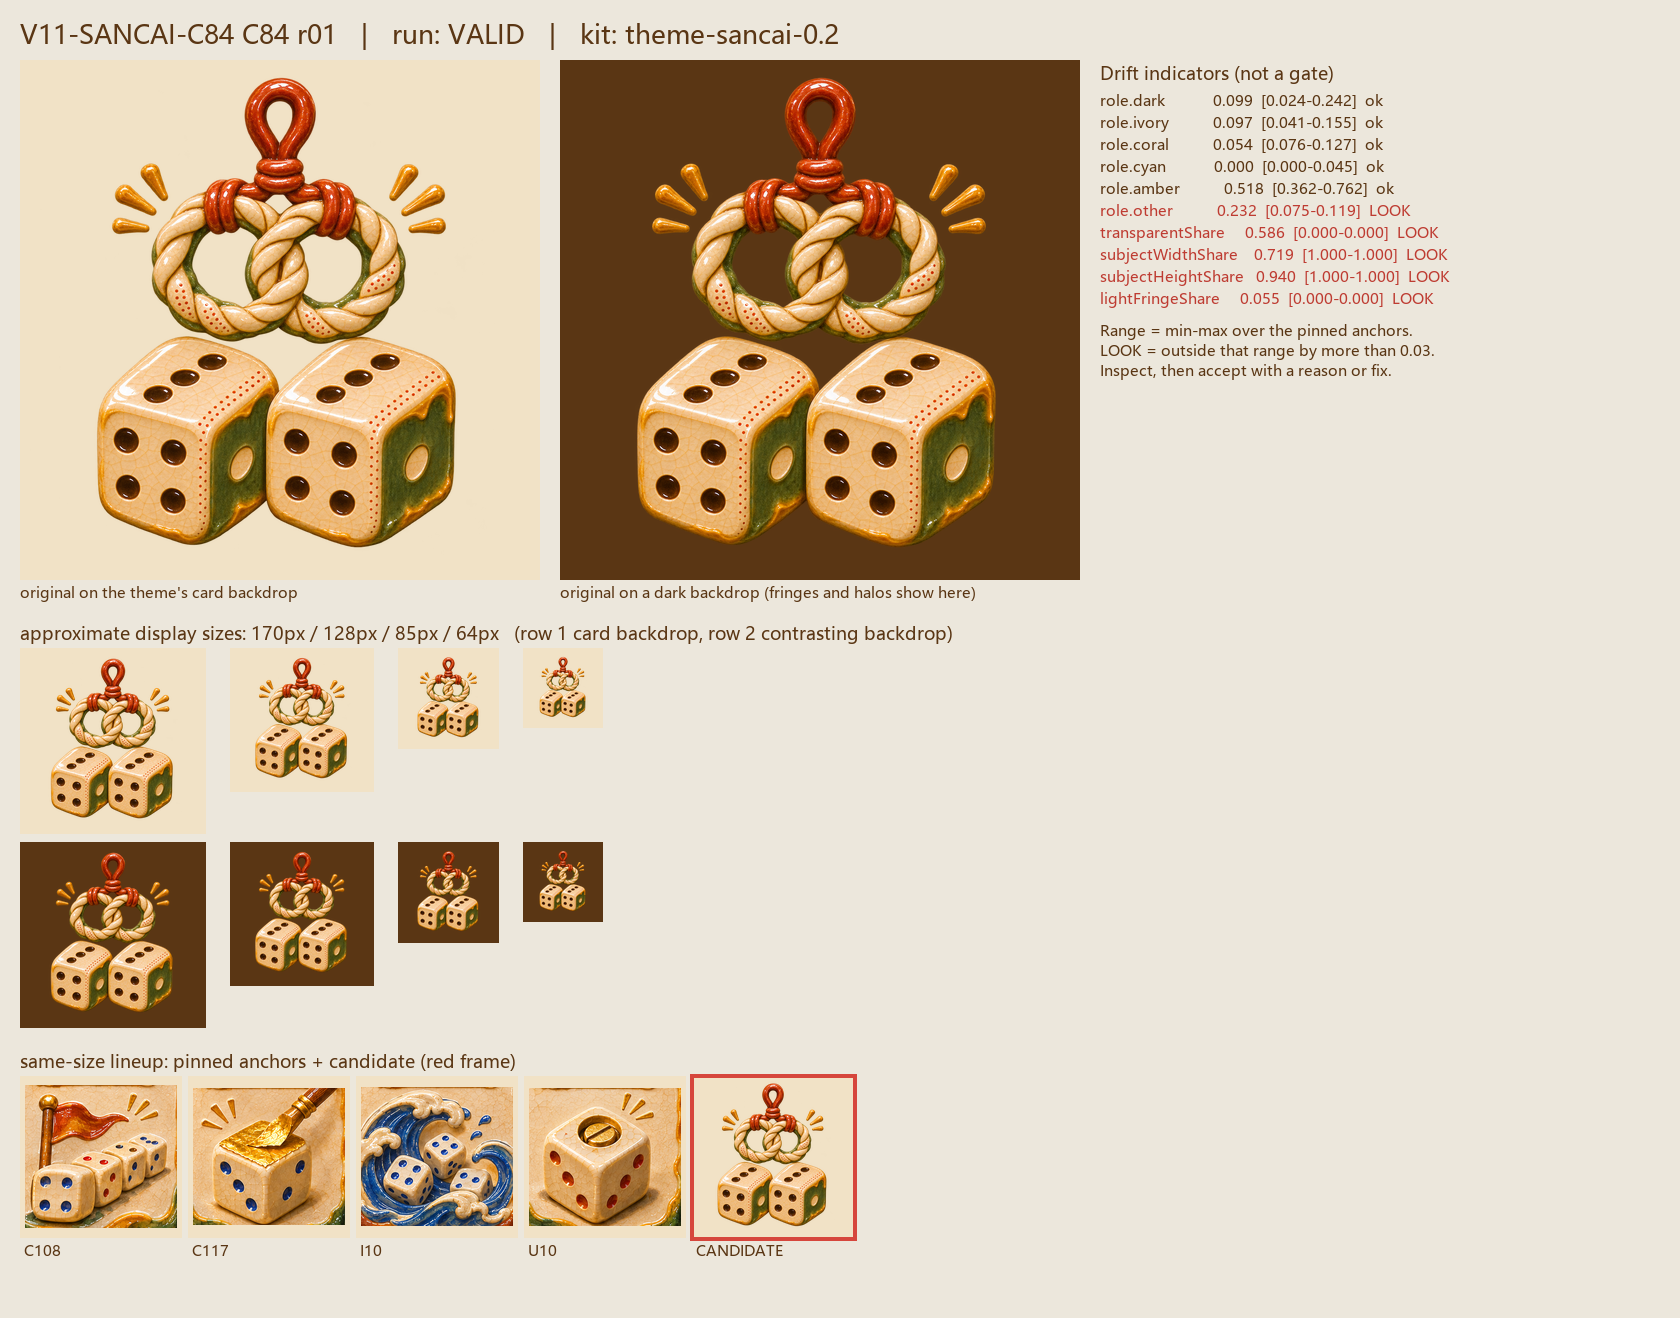 V11-SANCAI-C84 C84 r01 | run: VALID | kit: theme-sancai-0.2
Drift indicators (not a gate)
role.dark 0.099 [0.024-0.242] ok
role.ivory 0.097 [0.041-0.155] ok
role.coral 0.054 [0.076-0.127] ok
role.cyan 0.000 [0.000-0.045] ok
role.amber 0.518 [0.362-0.762] ok
role.other 0.232 [0.075-0.119] LOOK
transparentShare 0.586 [0.000-0.000] LOOK
subjectWidthShare 0.719 [1.000-1.000] LOOK
subjectHeightShare 0.940 [1.000-1.000] LOOK
lightFringeShare 0.055 [0.000-0.000] LOOK
Range = min-max over the pinned anchors.
LOOK = outside that range by more than 0.03.
Inspect, then accept with a reason or fix.
original on the theme's card backdrop
original on a dark backdrop (fringes and halos show here)
approximate display sizes: 170px / 128px / 85px / 64px (row 1 card backdrop, row 2 contrasting backdrop)
same-size lineup: pinned anchors + candidate (red frame)
C108
C117
I10
U10
CANDIDATE